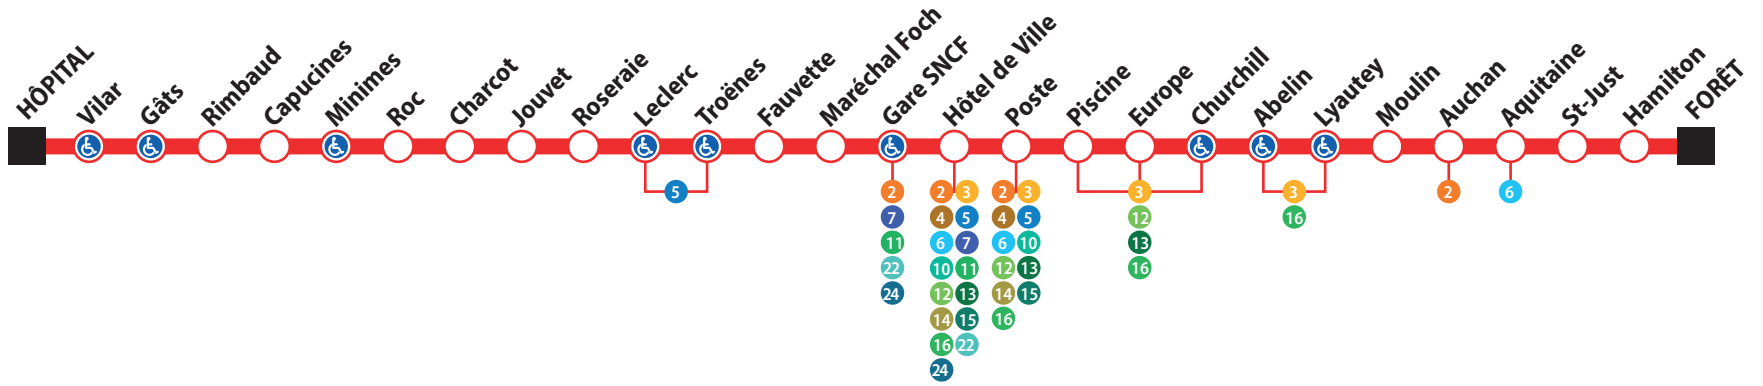 HÔPITAL
Vilar
Gâts
Rimbaud
Capucines
Minimes
Roc
Charcot
Jouvet
Roseraie
Leclerc
Troënes
Fauvette
Maréchal Foch
Gare SNCF
Hôtel de Ville
Poste
Piscine
Europe
Churchill
Abelin
Lyautey
Moulin
Auchan
Aquitaine
St-Just
Hamilton
FORÊT
5
2
7
11
22
24
2 3
4 5
6 7
10 11
12 13
14 15
16 22
24
2 3
4 5
6 10
12 13
14 15
16
3
12
13
16
3
16
2
6